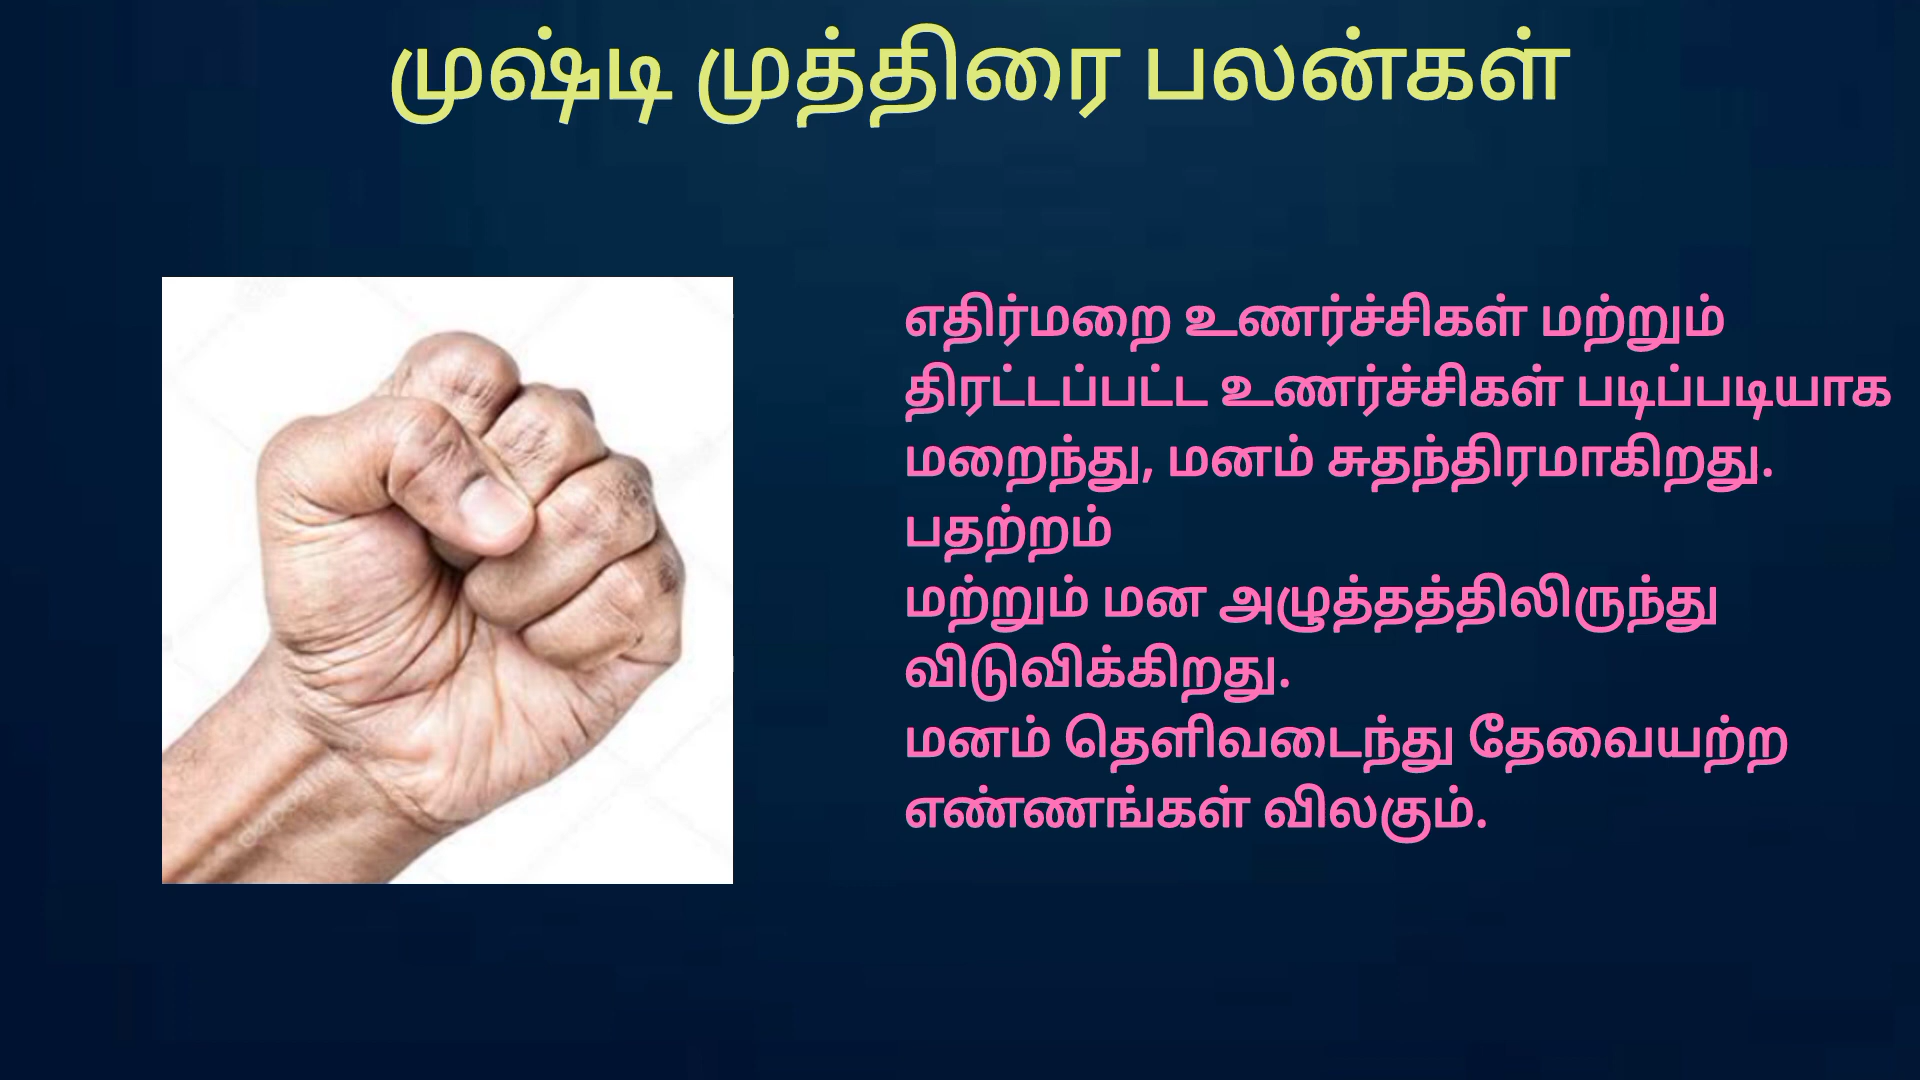 முஷ்டி முத்திரை பலன்கள்
எதிர்மறை உணர்ச்சிகள் மற்றும்
திரட்டப்பட்ட உணர்ச்சிகள் படிப்படியாக
மறைந்து, மனம் சுதந்திரமாகிறது.
பதற்றம்
மற்றும் மன அழுத்தத்திலிருந்து
விடுவிக்கிறது.
மனம் தெளிவடைந்து தேவையற்ற
எண்ணங்கள் விலகும்.